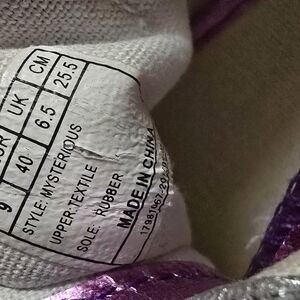 UK CM
9 40 6.5 25.5
STYLE: MYSTERIOUS
UPPER: TEXTILE
SOLE: RUBBER
MADE IN CHINA